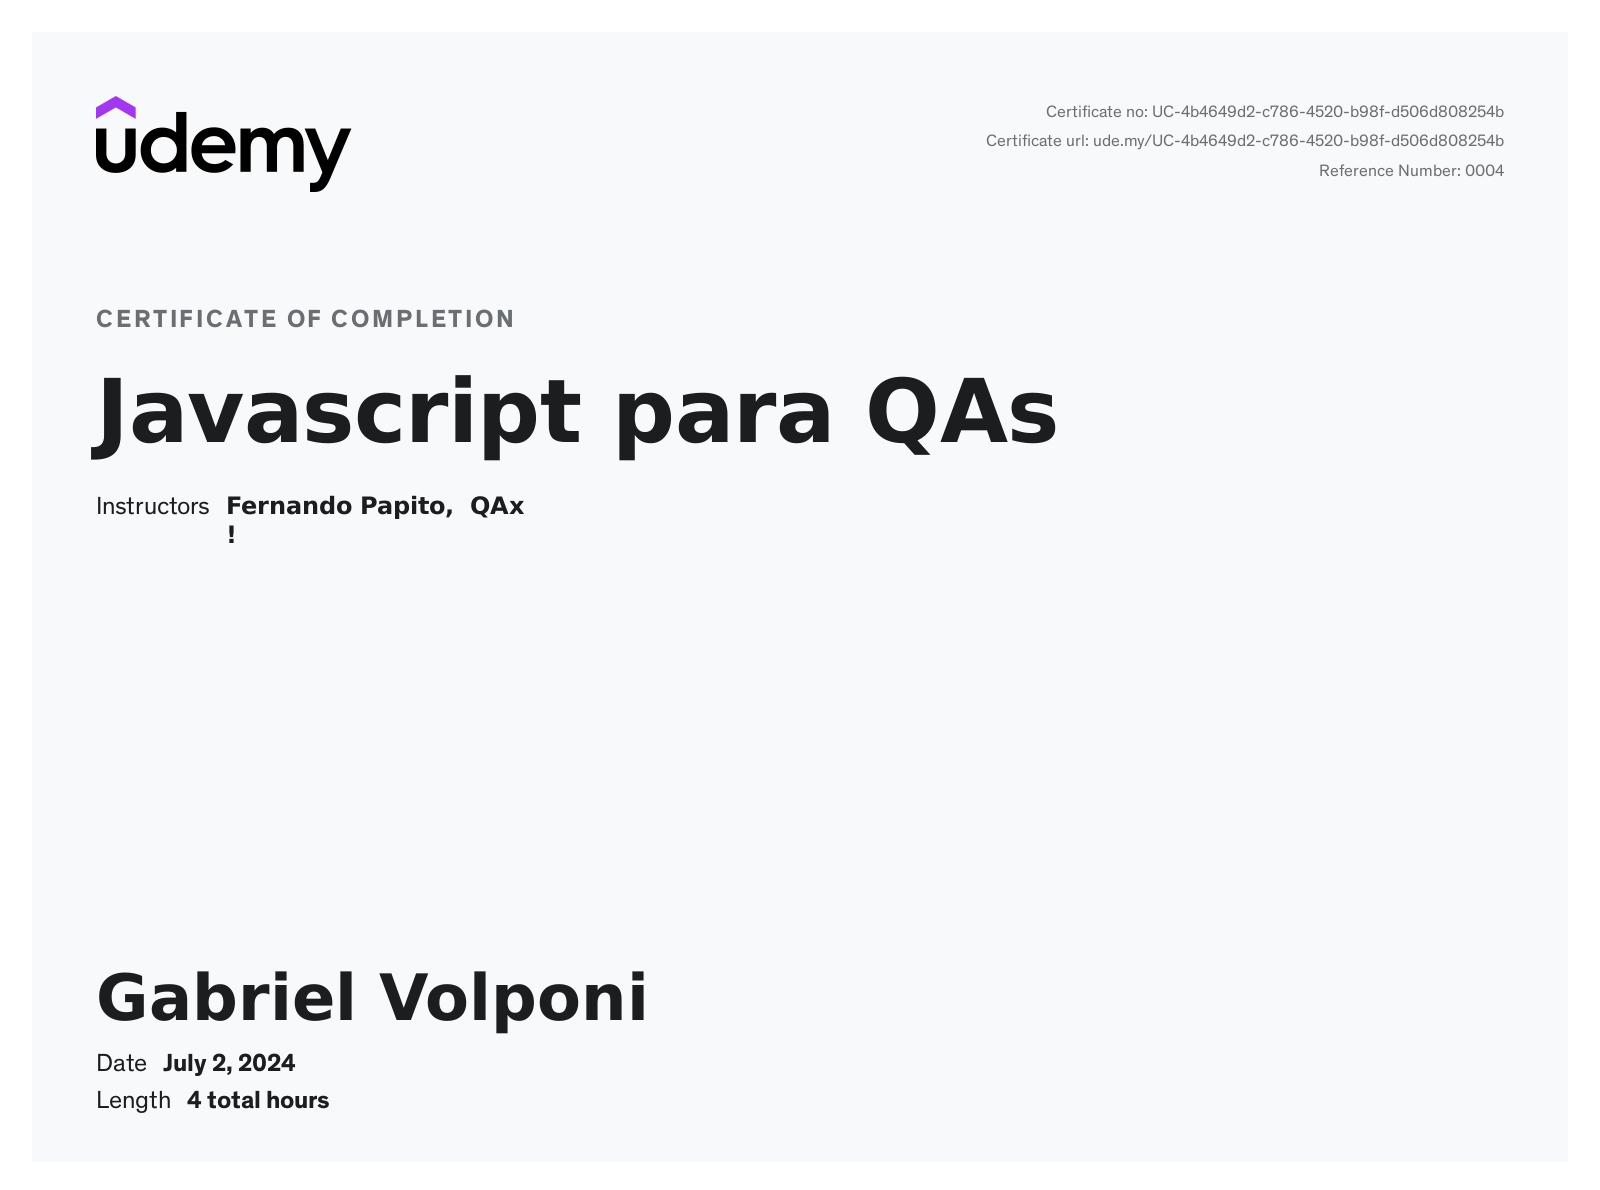 udemy
Certificate no: UC-4b4649d2-c786-4520-b98f-d506d808254b
Certificate url: ude.my/UC-4b4649d2-c786-4520-b98f-d506d808254b
Reference Number: 0004
CERTIFICATE OF COMPLETION
Javascript para QAs
Instructors Fernando Papito, QAx
!
Gabriel Volponi
Date July 2, 2024
Length 4 total hours